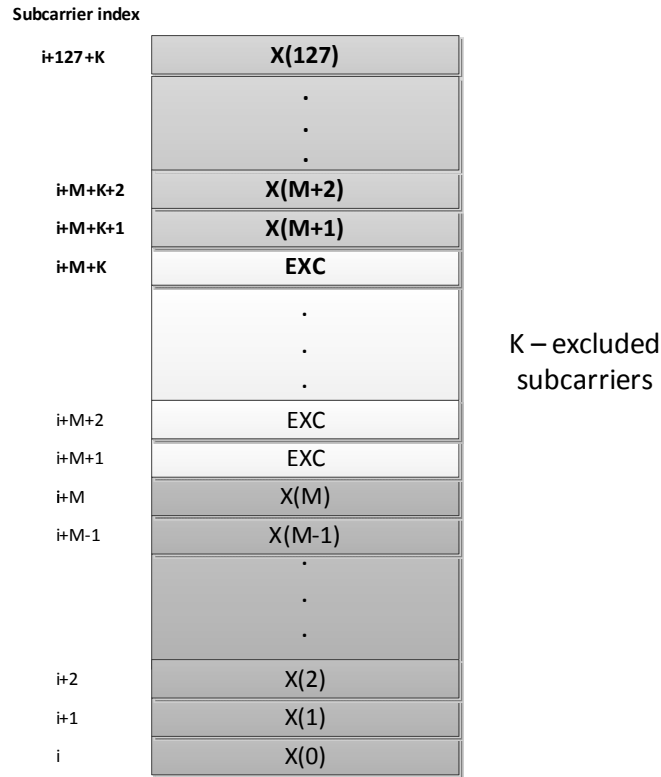 Subcarrier index
i+127+K X(127)
.
.
.
i+M+K+2 X(M+2)
i+M+K+1 X(M+1)
i+M+K EXC
.
.
.
K – excluded
subcarriers
i+M+2 EXC
i+M+1 EXC
i+M X(M)
i+M-1 X(M-1)
.
.
.
i+2 X(2)
i+1 X(1)
i X(0)